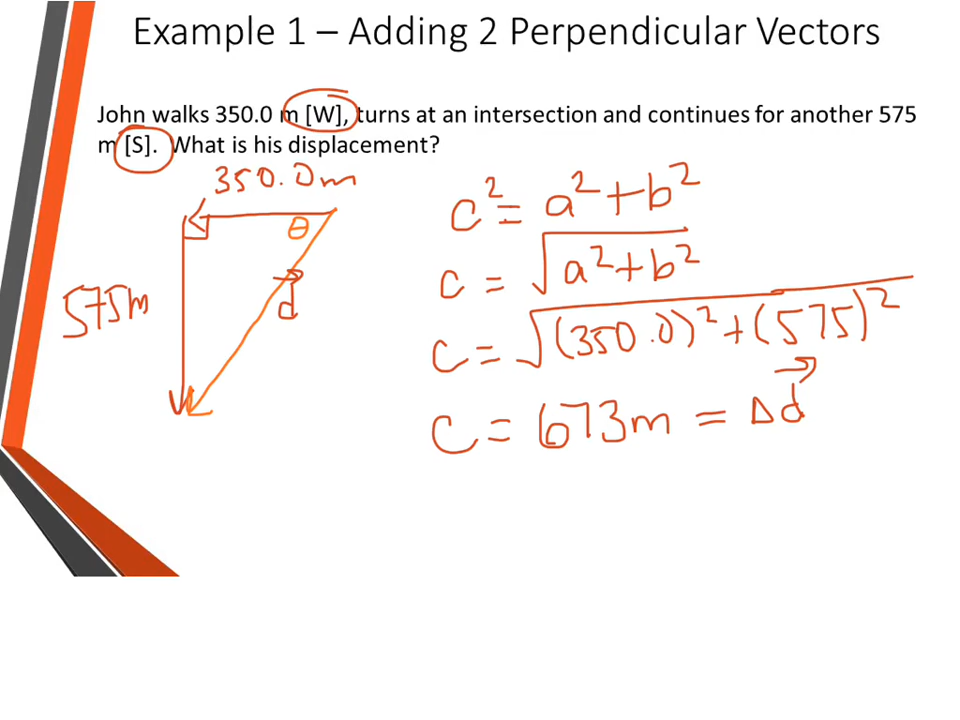 Example 1 – Adding 2 Perpendicular Vectors
John walks 350.0 m [W], turns at an intersection and continues for another 575
m [S]. What is his displacement?
350.0m
θ
575m
d⃗
c² = a² + b²
c = √(a² + b²)
c = √((350.0)² + (575)²)
c = 673m = Δd⃗